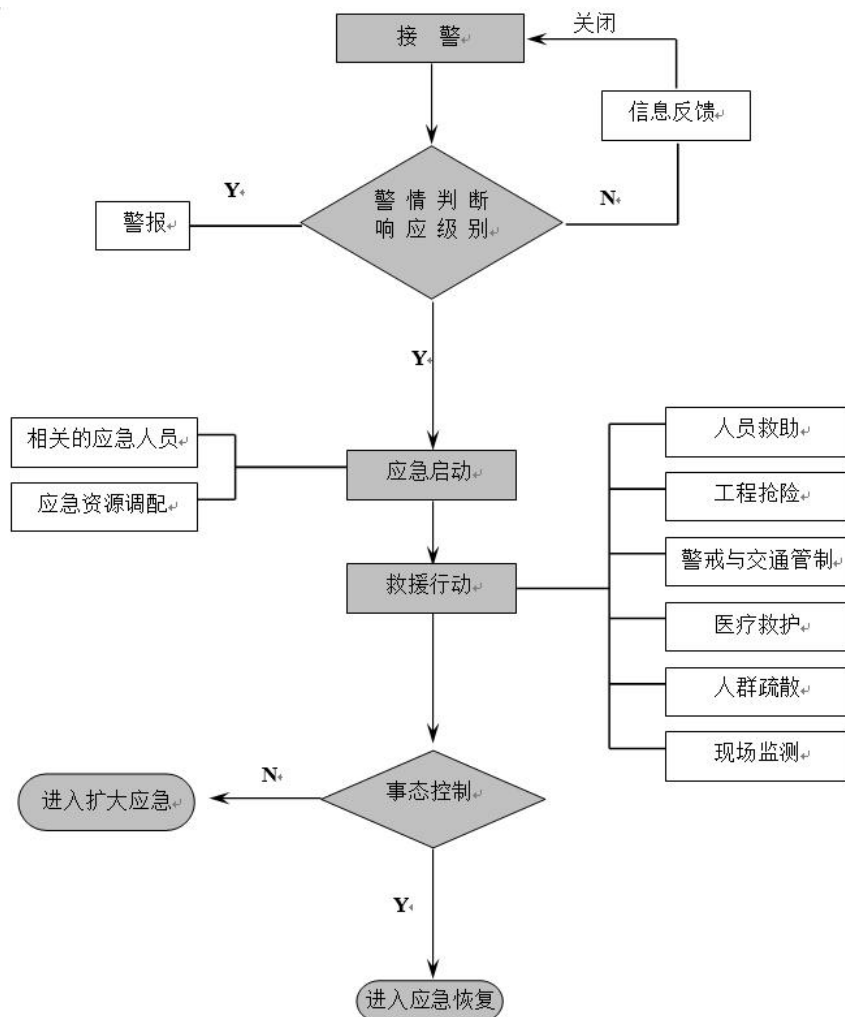 接 警
关闭
信息反馈
Y
警 情 判 断
响 应 级 别
N
警报
Y
相关的应急人员
应急资源调配
应急启动
救援行动
人员救助
工程抢险
警戒与交通管制
医疗救护
人群疏散
现场监测
N
事态控制
进入扩大应急
Y
进入应急恢复